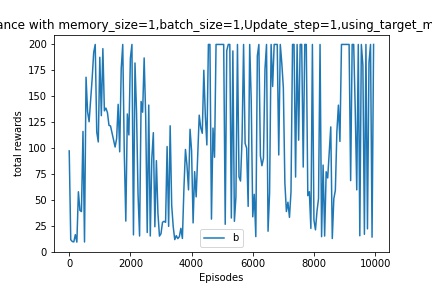 ance with memory_size=1,batch_size=1,Update_step=1,using_target_m
200
175
150
125
100
75
50
25
0
total rewards
b
0 2000 4000 6000 8000 10000
Episodes